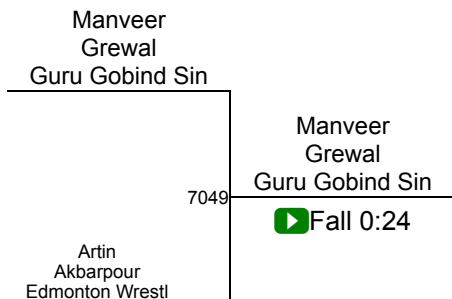 Manveer
Grewal
Guru Gobind Sin
Manveer
Grewal
Guru Gobind Sin
7049
Fall 0:24
Artin
Akbarpour
Edmonton Wrestl